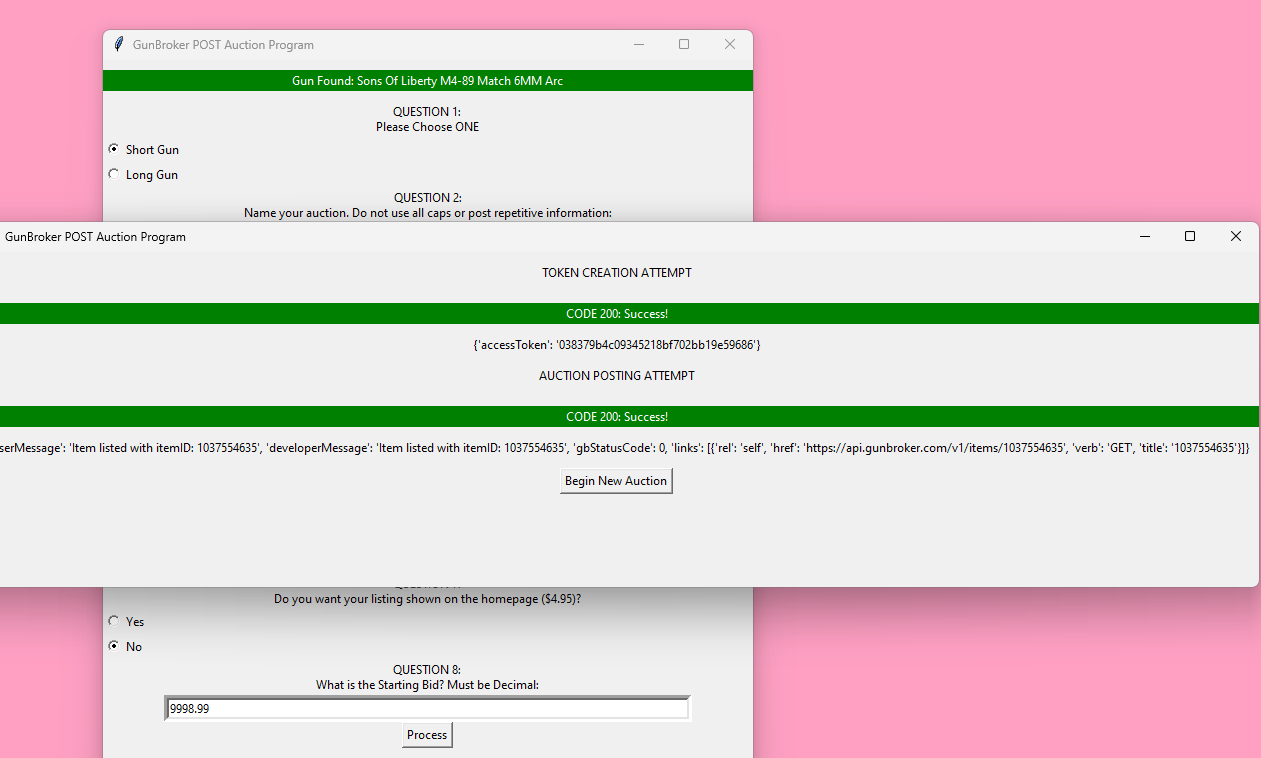 GunBroker POST Auction Program
Gun Found: Sons Of Liberty M4-89 Match 6MM Arc
QUESTION 1:
Please Choose ONE
Short Gun
Long Gun
QUESTION 2:
Name your auction. Do not use all caps or post repetitive information:
GunBroker POST Auction Program
TOKEN CREATION ATTEMPT
CODE 200: Success!
{'accessToken': '038379b4c09345218bf702bb19e59686'}
AUCTION POSTING ATTEMPT
CODE 200: Success!
serMessage': 'Item listed with itemID: 1037554635', 'developerMessage': 'Item listed with itemID: 1037554635', 'gbStatusCode': 0, 'links': [{'rel': 'self', 'href': 'https://api.gunbroker.com/v1/items/1037554635', 'verb': 'GET', 'title': '1037554635'}]}
Begin New Auction
Do you want your listing shown on the homepage ($4.95)?
Yes
No
QUESTION 8:
What is the Starting Bid? Must be Decimal:
9998.99
Process